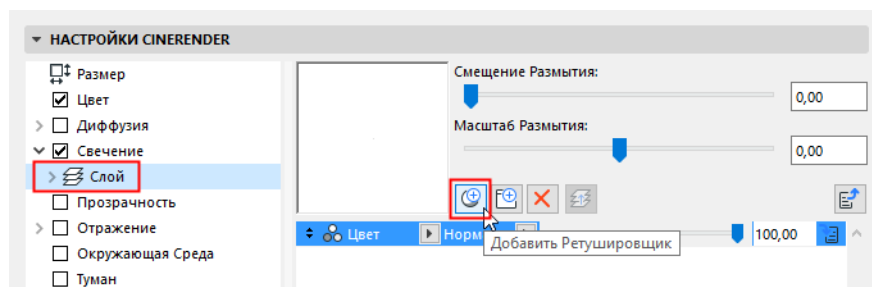 НАСТРОЙКИ CINERENDER
Размер
Цвет
Диффузия
Свечение
Слой
Прозрачность
Отражение
Окружающая Среда
Туман
Смещение Размытия:
0,00
Масштаб Размытия:
0,00
Цвет
Норм
100,00
Добавить Ретушировщик